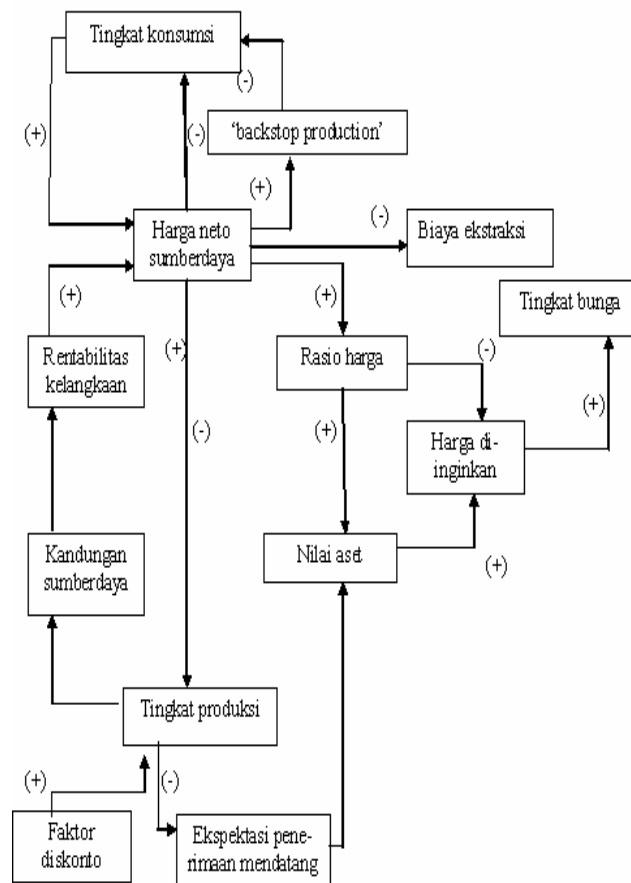 Tingkat konsumsi
(-)
(+)
(-)
'backstop production'
(+)
(-)
Harga neto
sumberdaya
Biaya ekstraksi
(+)
(+)
Tingkat bunga
(+)
Rentabilitas
kelangkaan
Rasio harga
(-)
(+)
(-)
(+)
Harga di-
inginkan
Kandungan
sumberdaya
Nilai aset
(+)
Tingkat produksi
(+)
(-)
Faktor
diskonto
Ekspektasi pene-
rimaan mendatang